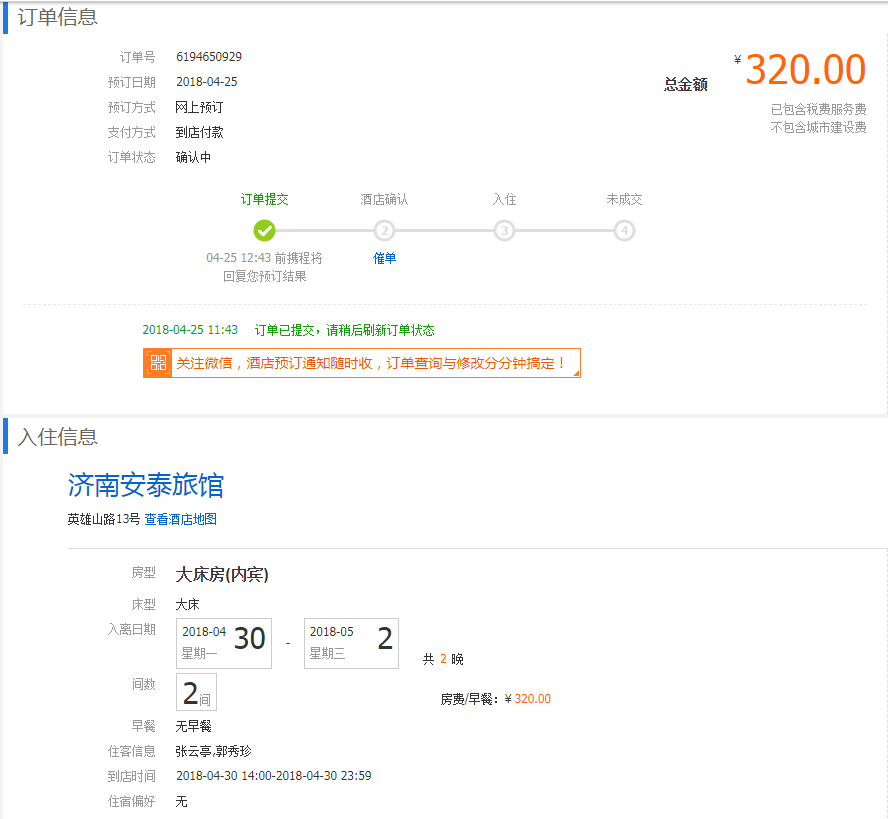 订单信息
订单号 6194650929
预订日期 2018-04-25
预订方式 网上预订
支付方式 到店付款
订单状态 确认中
总金额 ¥320.00
已包含税费服务费
不包含城市建设费
订单提交 酒店确认 入住 未成交
2 3 4
04-25 12:43 前携程将 催单
回复您预订结果
2018-04-25 11:43 订单已提交，请稍后刷新订单状态
关注微信，酒店预订通知随时收，订单查询与修改分分钟搞定！
入住信息
济南安泰旅馆
英雄山路13号 查看酒店地图
房型 大床房(内宾)
床型 大床
入离日期 2018-04 30 - 2018-05 2
星期一 星期三 共 2 晚
间数 2间 房费/早餐：¥ 320.00
早餐 无早餐
住客信息 张云亭,郭秀珍
到店时间 2018-04-30 14:00-2018-04-30 23:59
住宿偏好 无